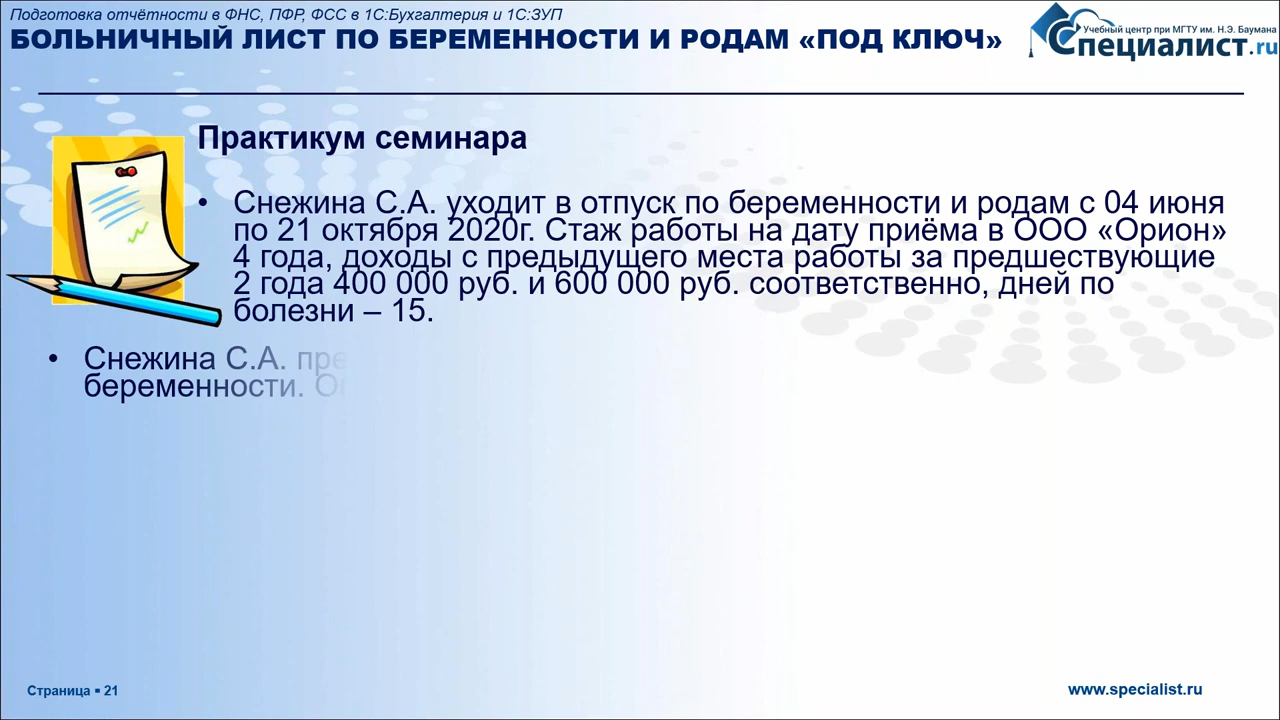 Подготовка отчётности в ФНС, ПФР, ФСС в 1С:Бухгалтерия и 1С:ЗУП
БОЛЬНИЧНЫЙ ЛИСТ ПО БЕРЕМЕННОСТИ И РОДАМ «ПОД КЛЮЧ»
Учебный центр при МГТУ им. Н.Э. Баумана
Специалист.ru
Практикум семинара
• Снежина С.А. уходит в отпуск по беременности и родам с 04 июня
по 21 октября 2020г. Стаж работы на дату приёма в ООО «Орион»
4 года, доходы с предыдущего места работы за предшествующие
2 года 400 000 руб. и 600 000 руб. соответственно, дней по
болезни – 15.
• Снежина С.А.
беременности.
Страница ▪ 21
www.specialist.ru